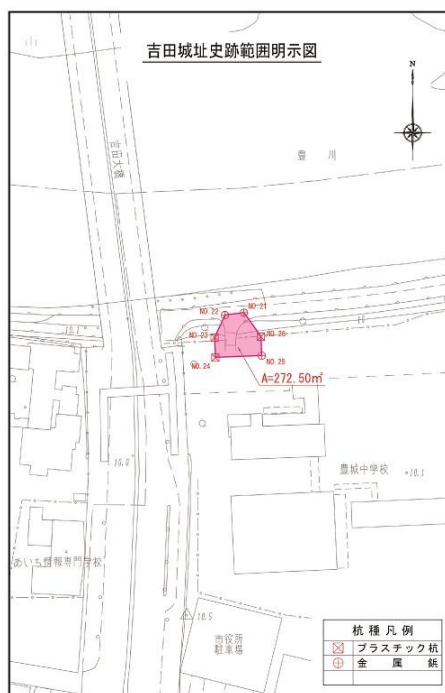 吉田城址史跡範囲明示図
N
豊川
吉田大橋
NO.22
NO.21
10.1
NO.23
NO.26
NO.24
NO.25
A=272.50㎡
10.0
豊城中学校
10.1
あいち情報専門学校
10.5
市役所
駐車場
杭種凡例
プラスチック杭
金属鋲